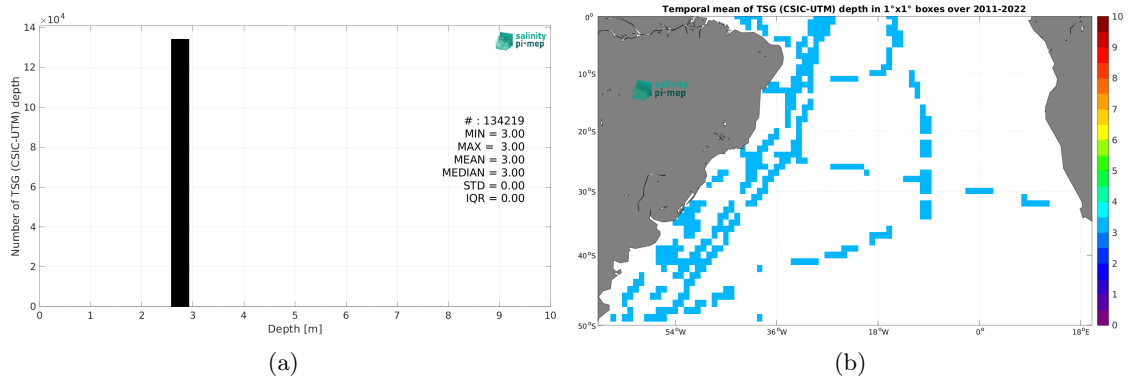 ×10⁴
14
12
10
8
6
4
2
0
0 1 2 3 4 5 6 7 8 9 10
Number of TSG (CSIC-UTM) depth
Depth [m]
salinity
pi-mep
# : 134219
MIN = 3.00
MAX = 3.00
MEAN = 3.00
MEDIAN = 3.00
STD = 0.00
IQR = 0.00
(a)
Temporal mean of TSG (CSIC-UTM) depth in 1°x1° boxes over 2011-2022
0°
10°S
20°S
30°S
40°S
50°S
54°W 36°W 18°W 0° 18°E
salinity
pi-mep
10
9
8
7
6
5
4
3
2
1
0
(b)